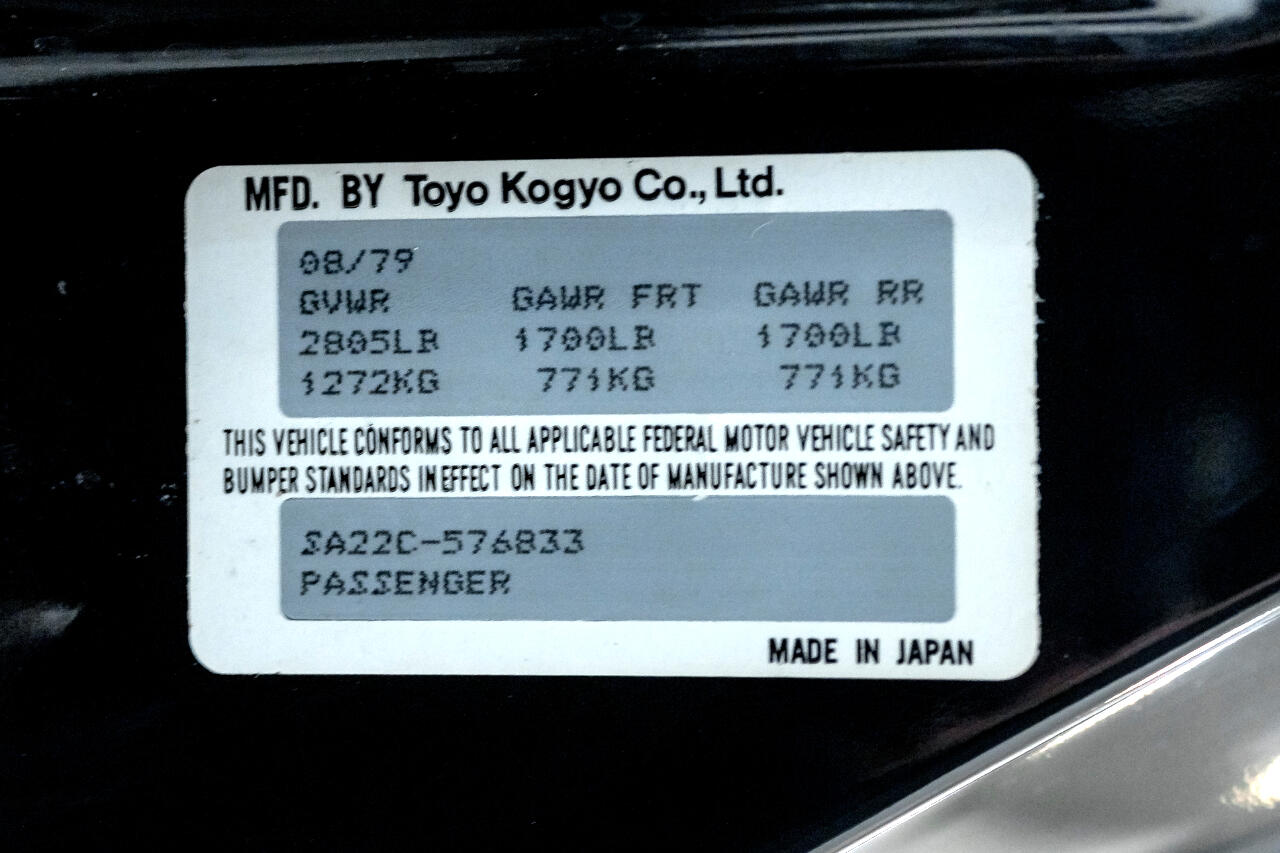 MFD. BY Toyo Kogyo Co., Ltd.
08/79
GVWR GAWR FRT GAWR RR
2805LB 1700LB 1700LB
1272KG 771KG 771KG
THIS VEHICLE CONFORMS TO ALL APPLICABLE FEDERAL MOTOR VEHICLE SAFETY AND
BUMPER STANDARDS IN EFFECT ON THE DATE OF MANUFACTURE SHOWN ABOVE.
SA22C-576833
PASSENGER
MADE IN JAPAN